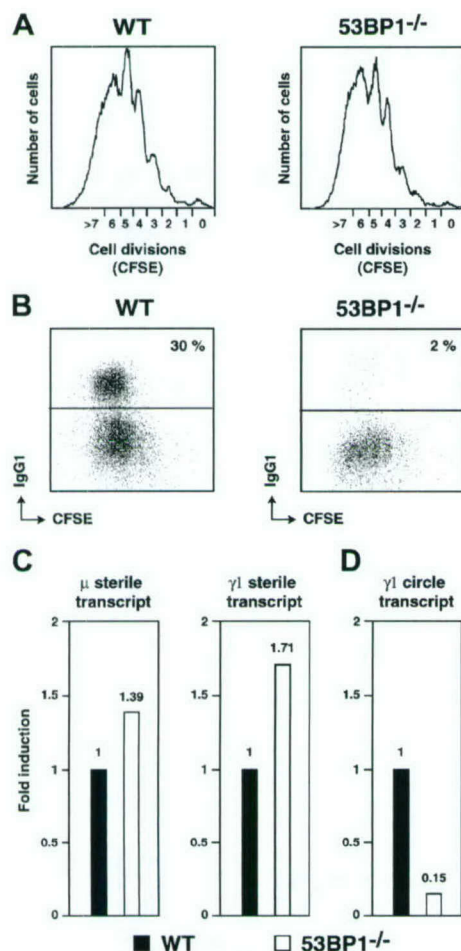 A
WT
53BP1-/-
Number of cells
Number of cells
>7 6 5 4 3 2 1 0
>7 6 5 4 3 2 1 0
Cell divisions
(CFSE)
Cell divisions
(CFSE)
B
WT
53BP1-/-
30 %
2 %
IgG1
CFSE
IgG1
CFSE
C
D
μ sterile
transcript
γ1 sterile
transcript
γ1 circle
transcript
Fold induction
2
1.5
1
0.5
0
1
1.39
2
1.5
1
0.5
0
1
1.71
2
1.5
1
0.5
0
1
0.15
WT
53BP1-/-